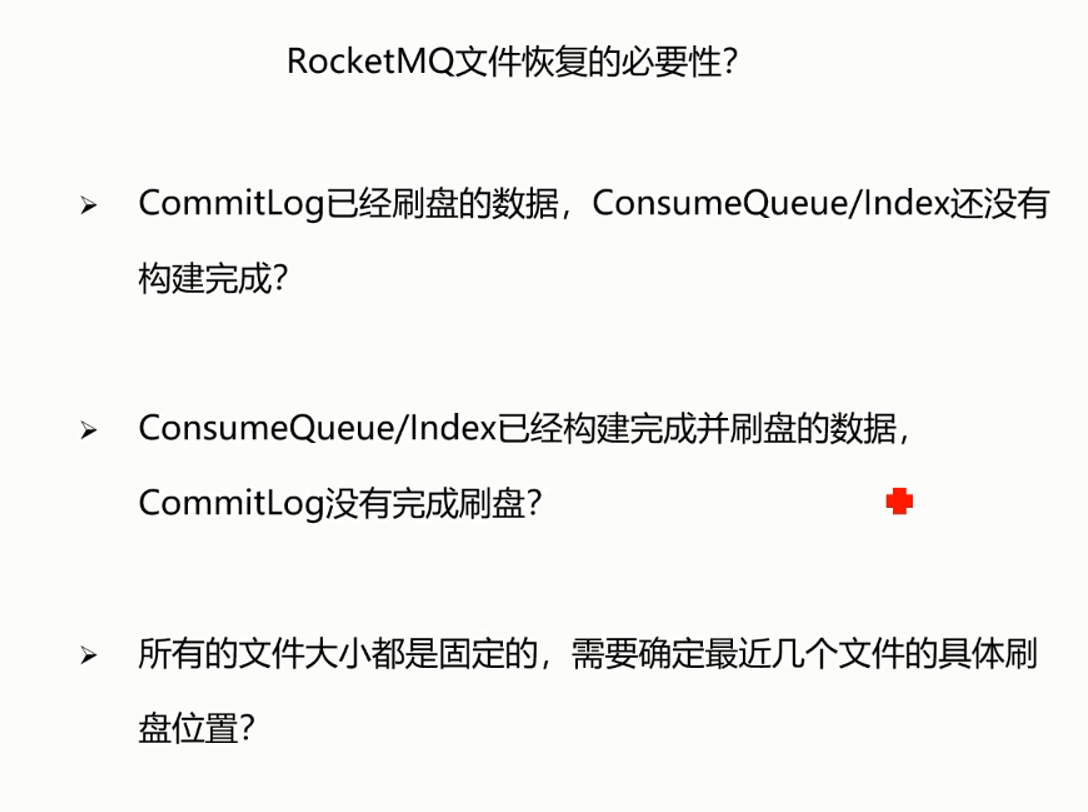 RocketMQ文件恢复的必要性?
➢ CommitLog已经刷盘的数据，ConsumeQueue/Index还没有
构建完成?
➢ ConsumeQueue/Index已经构建完成并刷盘的数据，
CommitLog没有完成刷盘?
➢ 所有的文件大小都是固定的，需要确定最近几个文件的具体刷
盘位置?